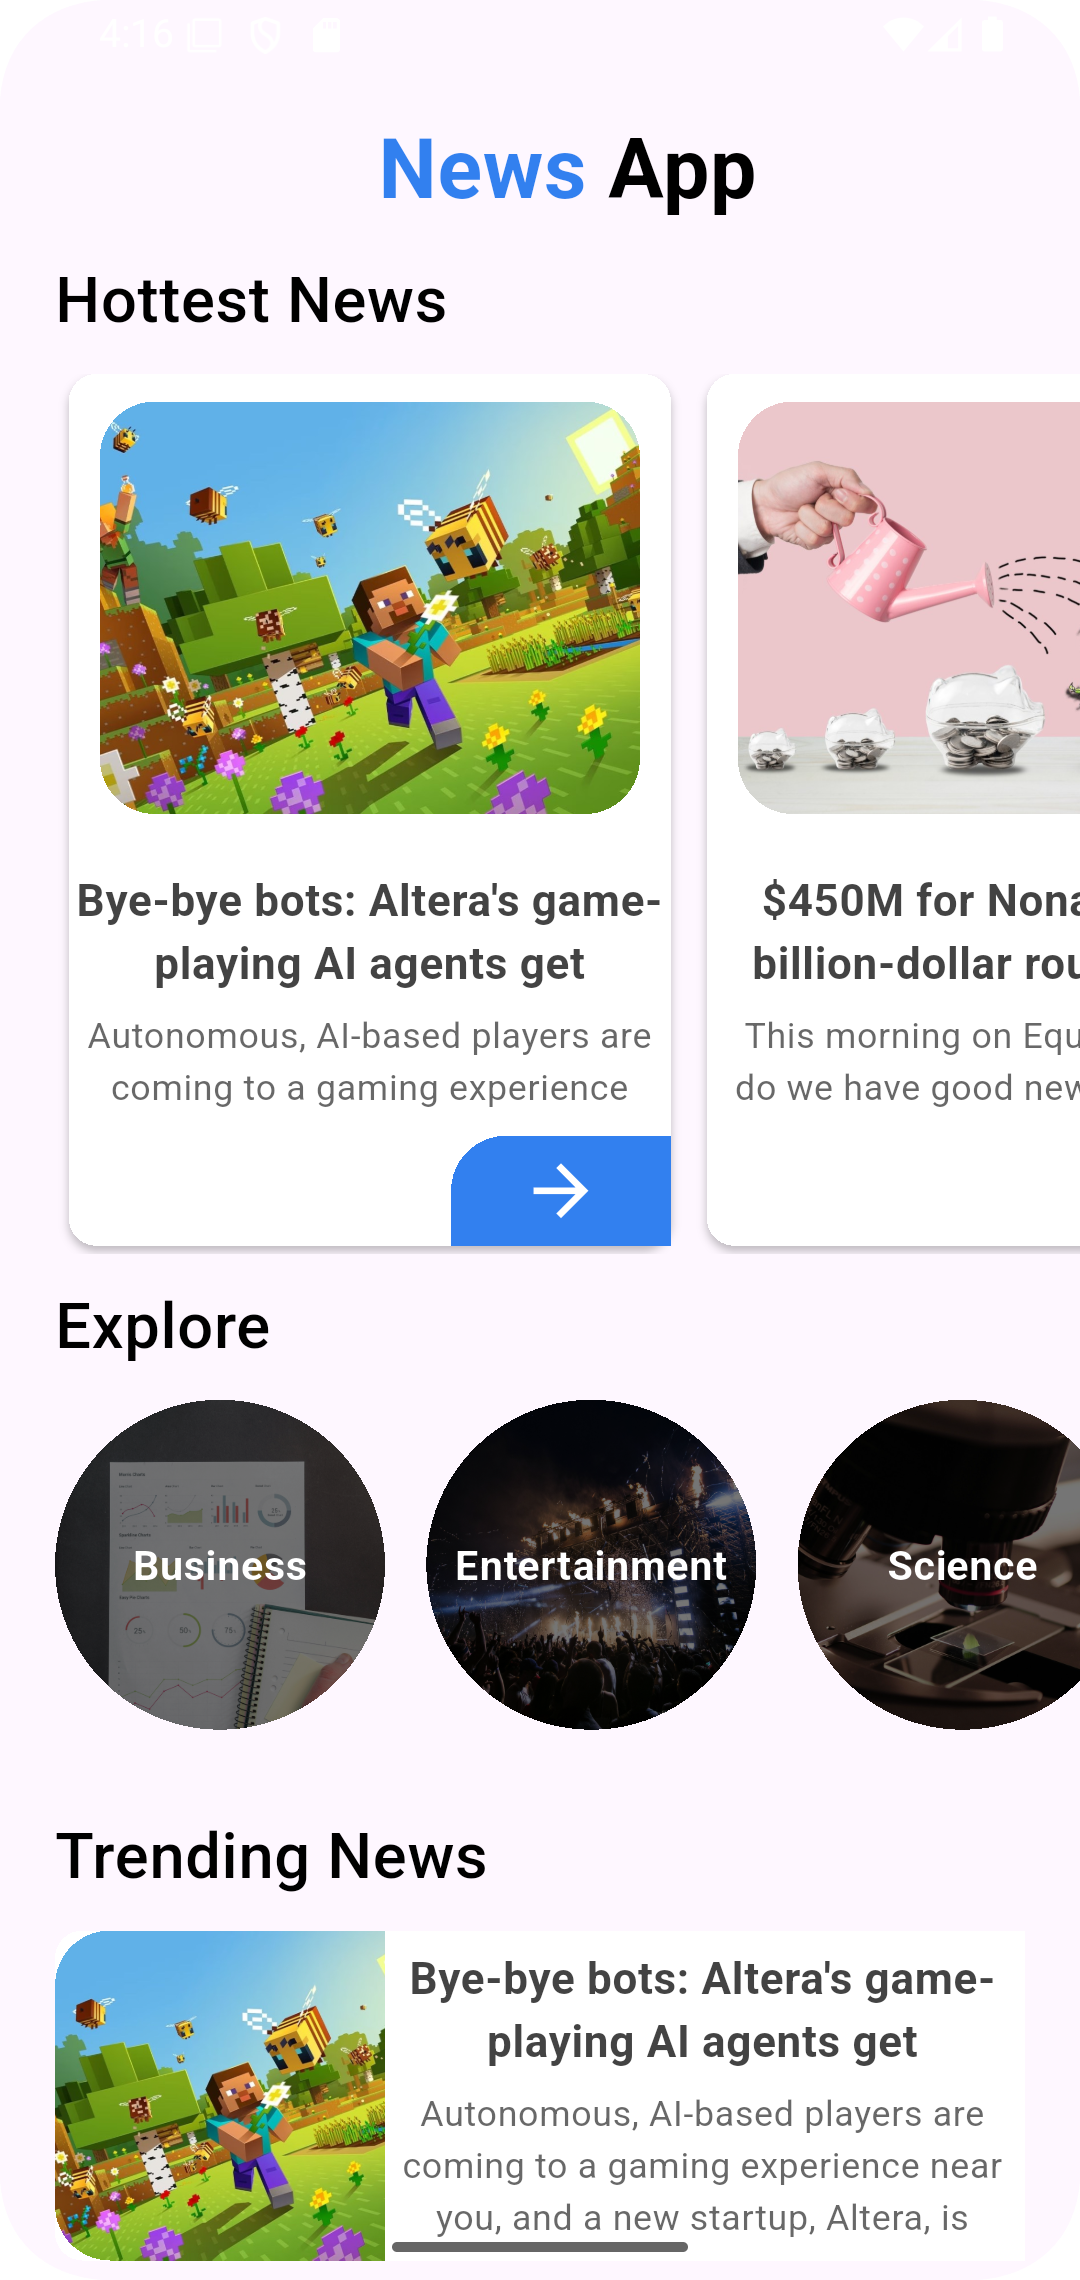 4:16
News App
Hottest News
Bye-bye bots: Altera's game-
playing AI agents get
Autonomous, AI-based players are
coming to a gaming experience
$450M for Nona
billion-dollar rou
This morning on Equ
do we have good new
Explore
Business
Entertainment
Science
Trending News
Bye-bye bots: Altera's game-
playing AI agents get
Autonomous, AI-based players are
coming to a gaming experience near
you, and a new startup, Altera, is